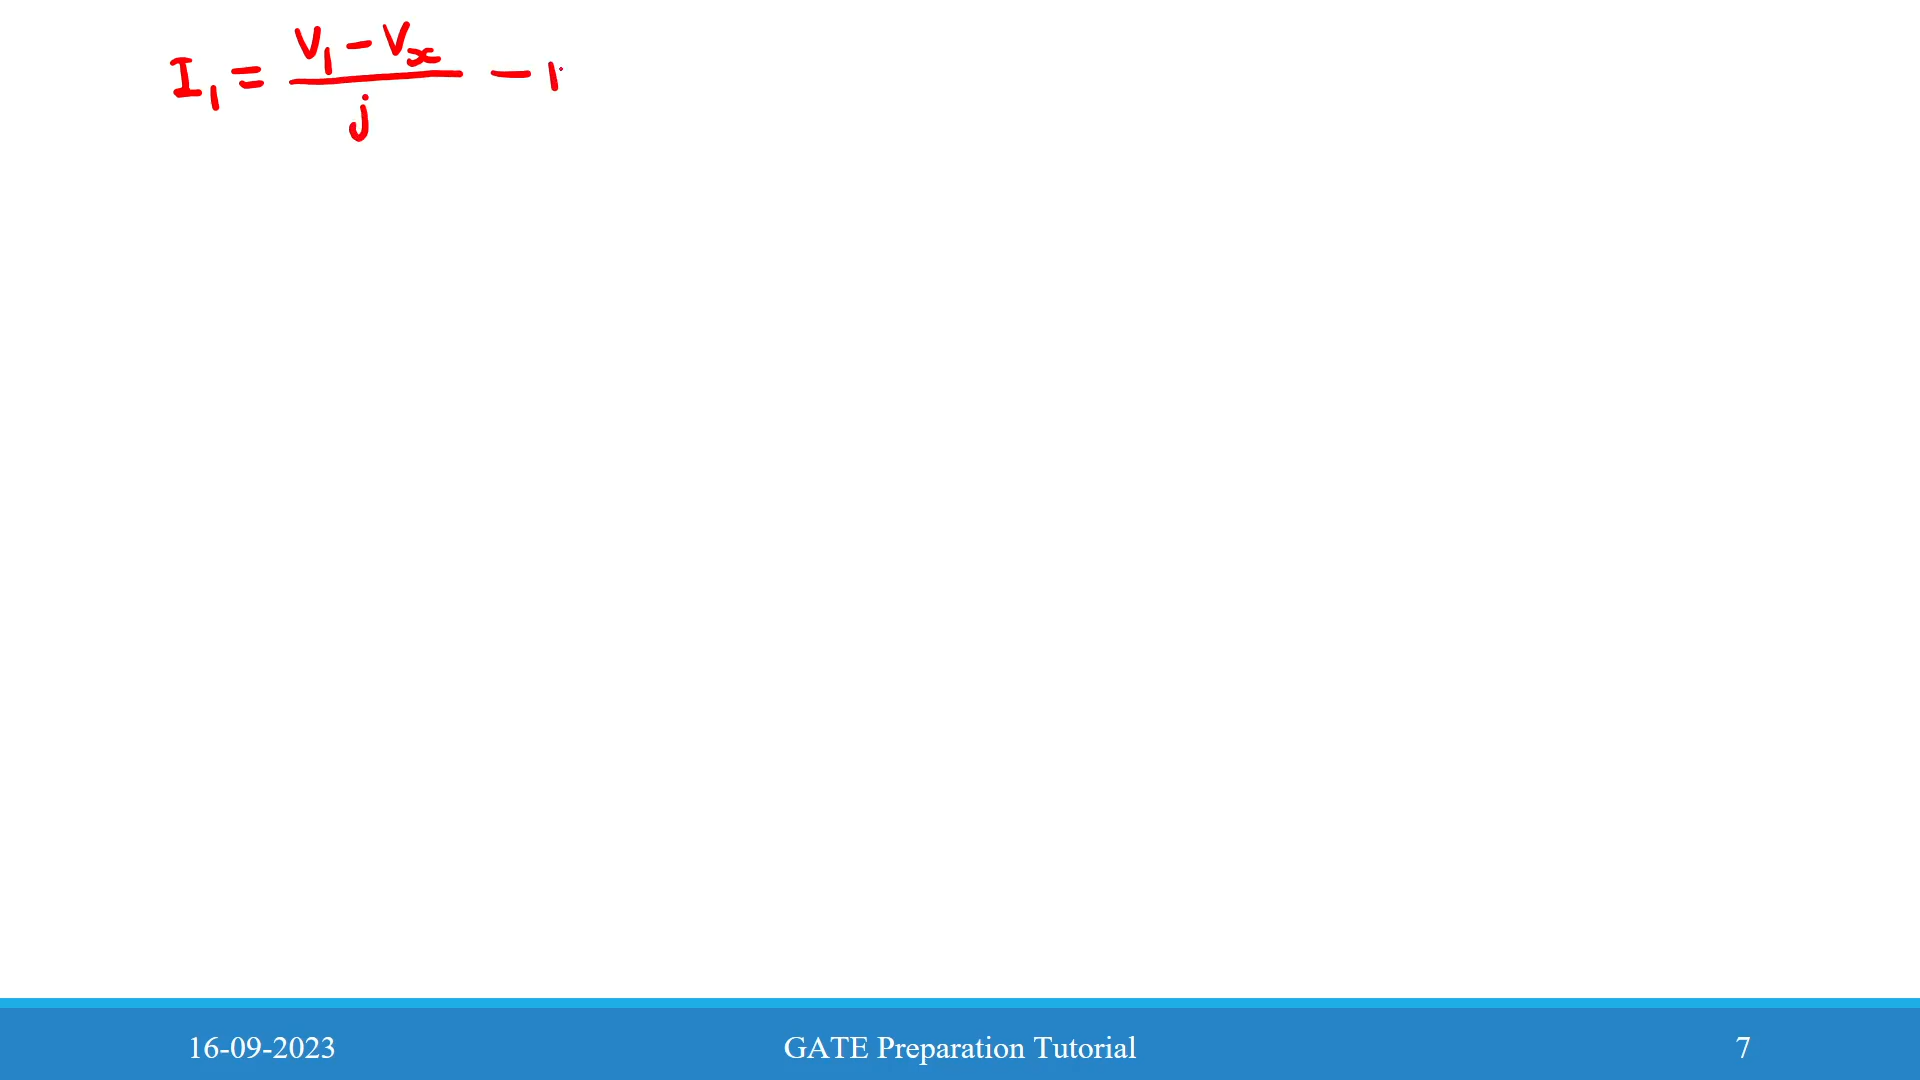 I₁ = (V₁ - Vₓ) / j - 1
16-09-2023 GATE Preparation Tutorial 7